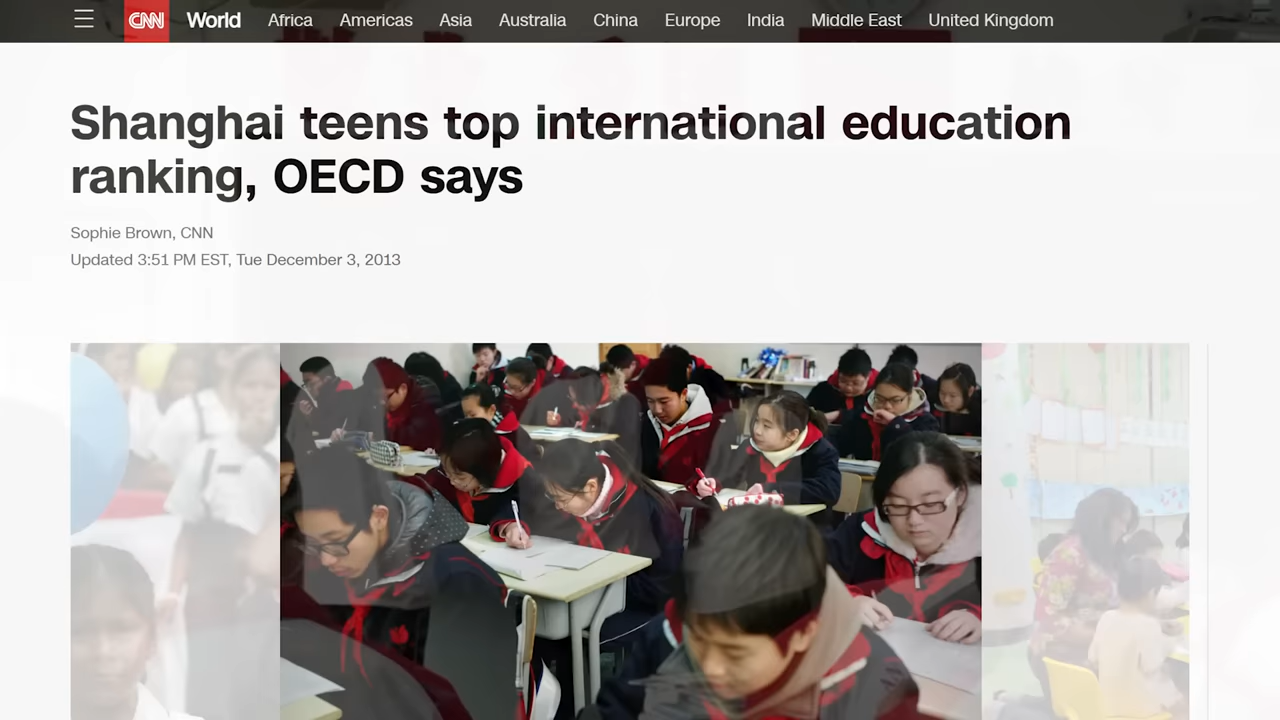 CNN World Africa Americas Asia Australia China Europe India Middle East United Kingdom
Shanghai teens top international education
ranking, OECD says
Sophie Brown, CNN
Updated 3:51 PM EST, Tue December 3, 2013